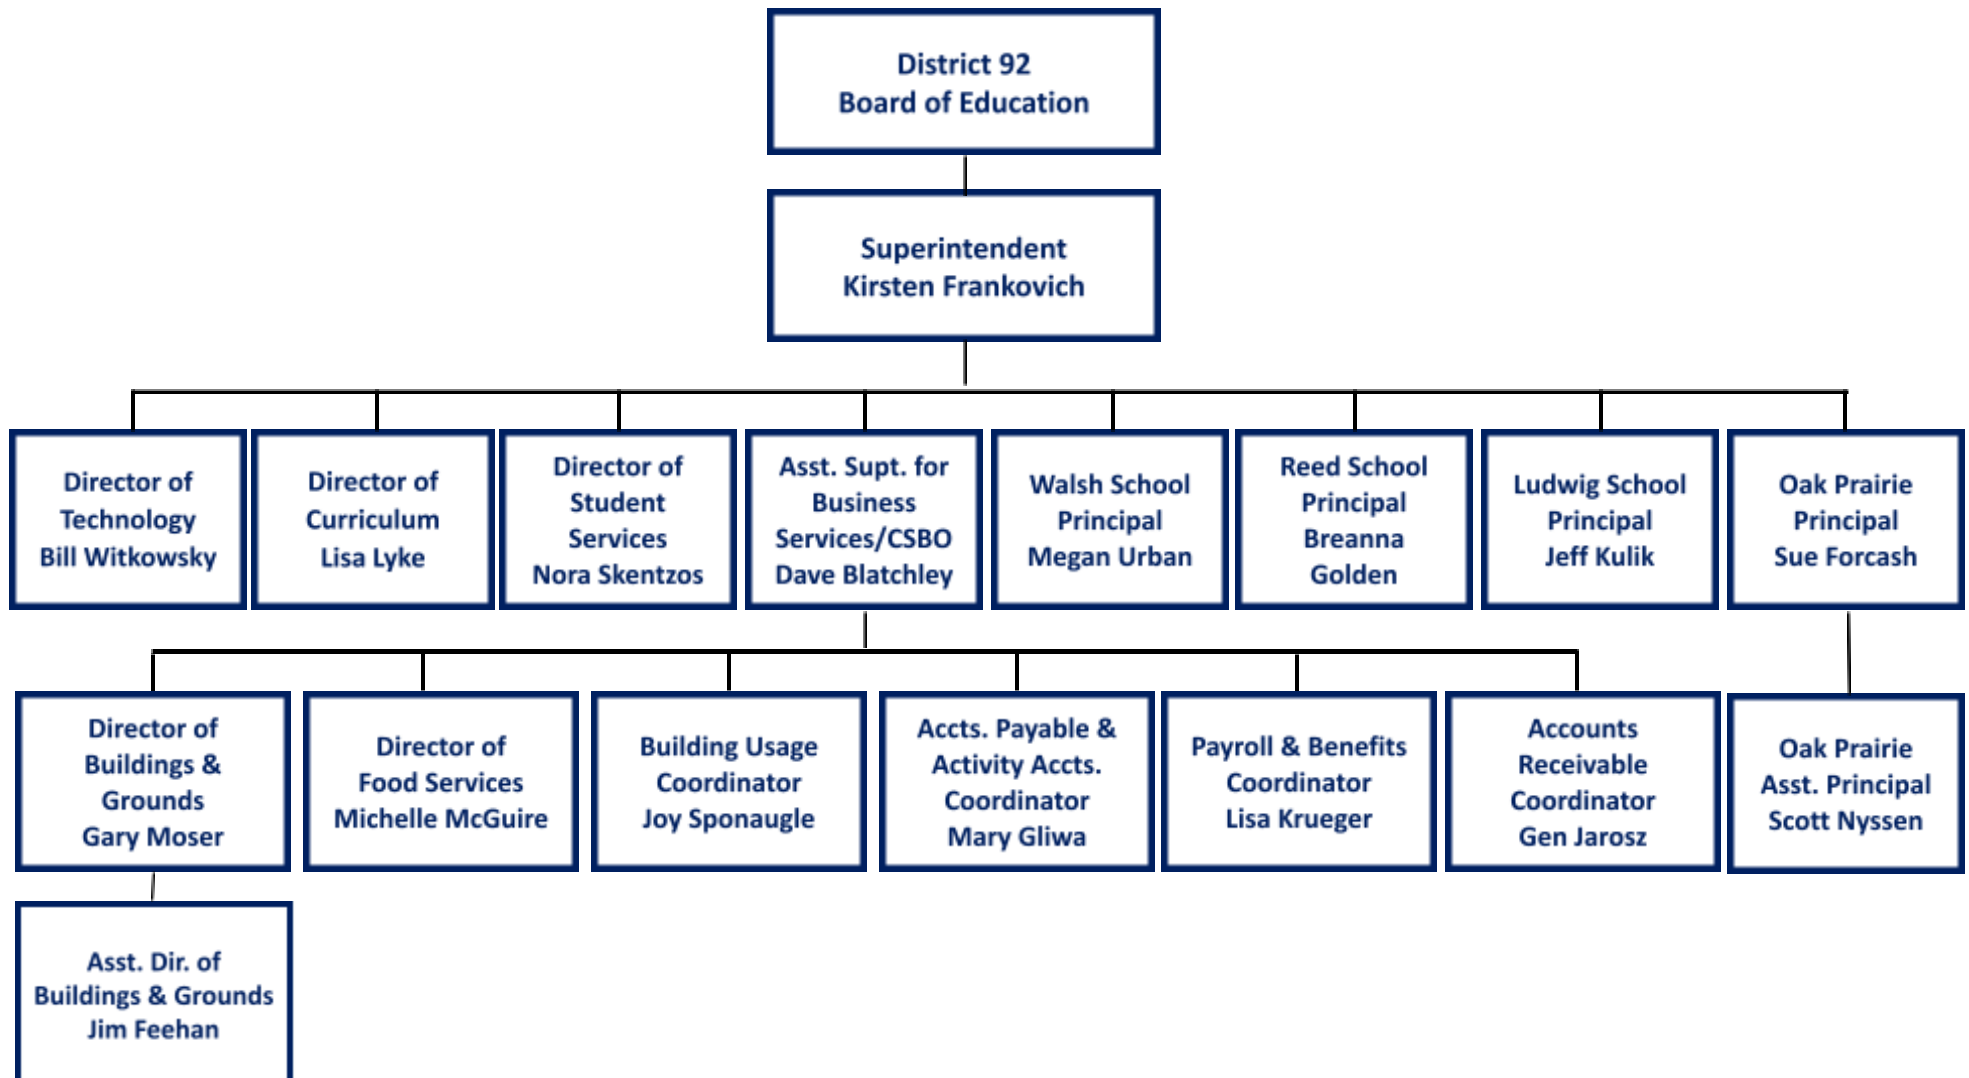 District 92
Board of Education
Superintendent
Kirsten Frankovich
Director of
Technology
Bill Witkowsky
Director of
Curriculum
Lisa Lyke
Director of
Student
Services
Nora Skentzos
Asst. Supt. for
Business
Services/CSBO
Dave Blatchley
Walsh School
Principal
Megan Urban
Reed School
Principal
Breanna
Golden
Ludwig School
Principal
Jeff Kulik
Oak Prairie
Principal
Sue Forcash
Director of
Buildings &
Grounds
Gary Moser
Director of
Food Services
Michelle McGuire
Building Usage
Coordinator
Joy Sponaugle
Accts. Payable &
Activity Accts.
Coordinator
Mary Gliwa
Payroll & Benefits
Coordinator
Lisa Krueger
Accounts
Receivable
Coordinator
Gen Jarosz
Oak Prairie
Asst. Principal
Scott Nyssen
Asst. Dir. of
Buildings & Grounds
Jim Feehan